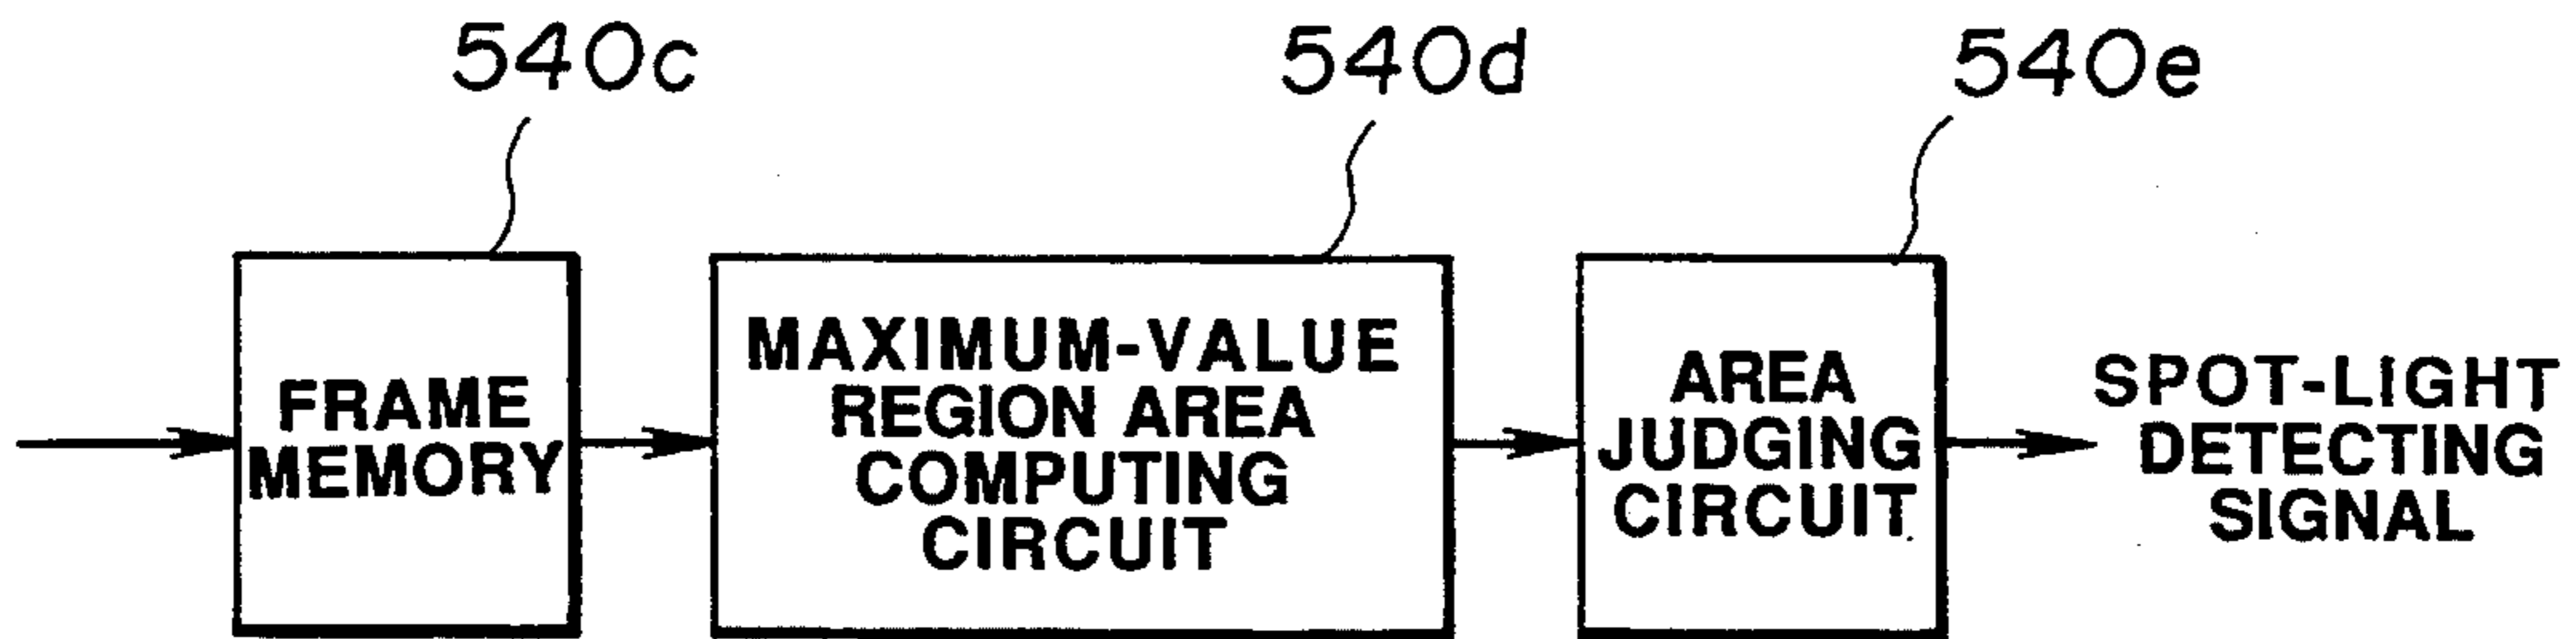 540c
540d
540e
FRAME
MEMORY
MAXIMUM-VALUE
REGION AREA
COMPUTING
CIRCUIT
AREA
JUDGING
CIRCUIT
SPOT-LIGHT
DETECTING
SIGNAL